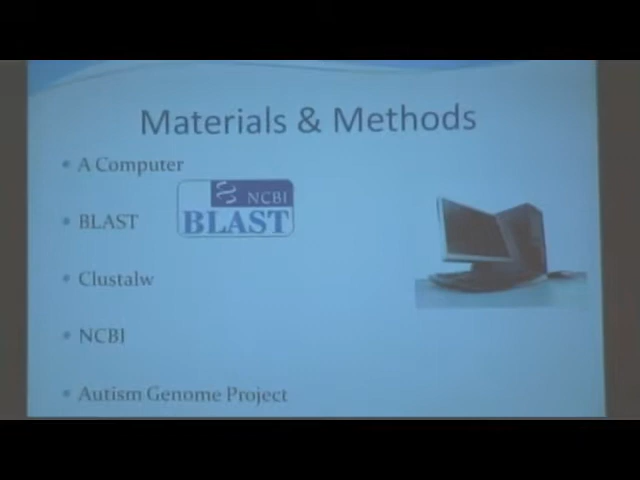 Materials & Methods
• A Computer
NCBI
BLAST
• BLAST
• Clustalw
• NCBI
• Autism Genome Project